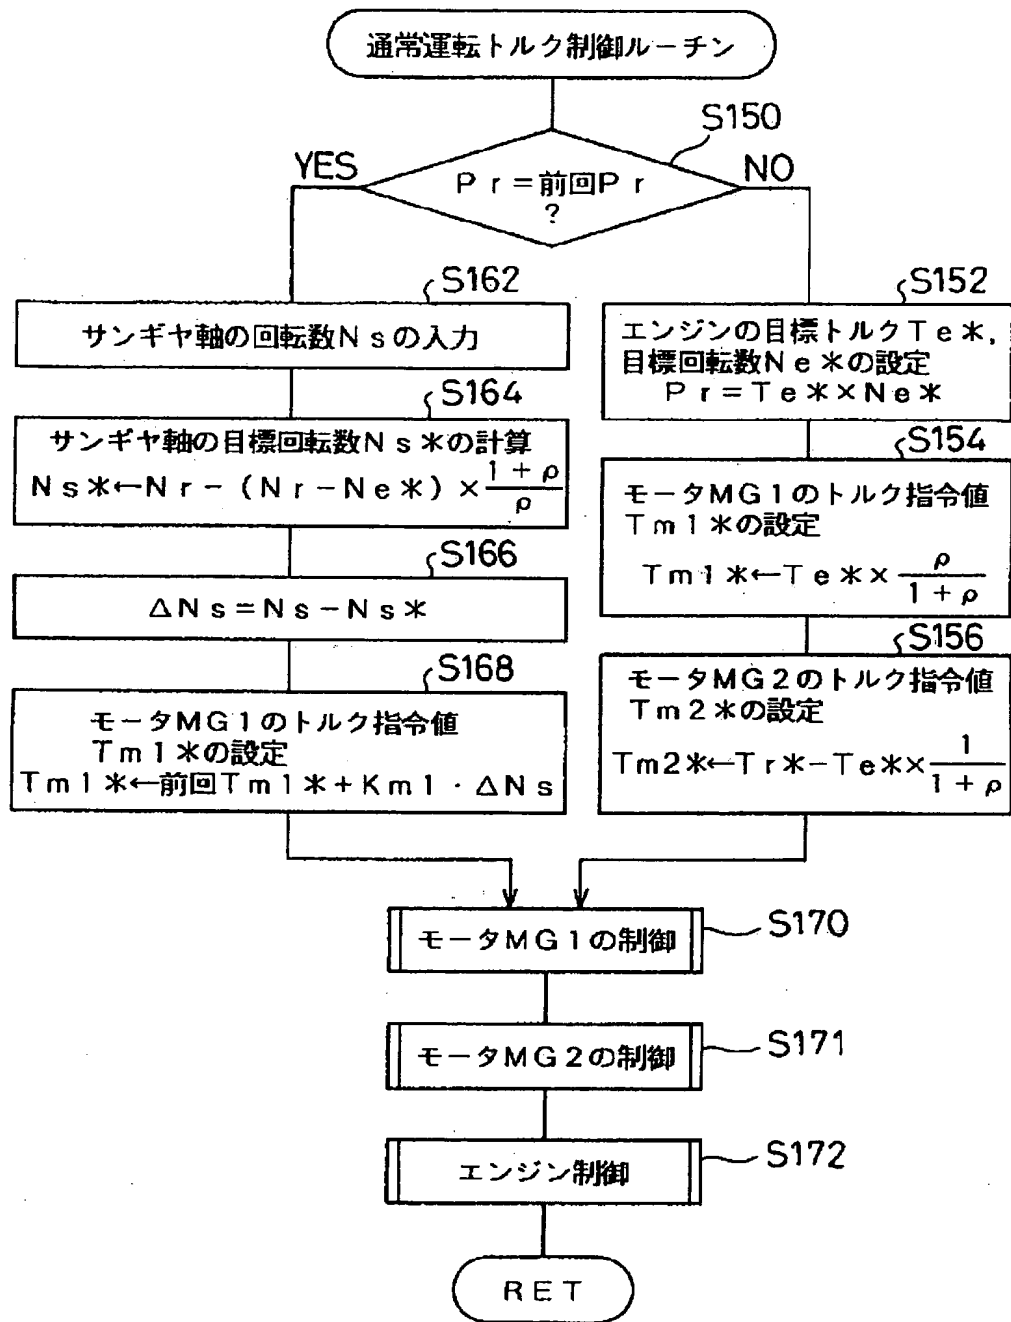 通常運転トルク制御ルーチン
S150
YES
NO
Pr=前回Pr
?
S162
サンギヤ軸の回転数Nsの入力
S164
サンギヤ軸の目標回転数Ns*の計算
Ns*←Nr-(Nr-Ne*)×(1+ρ)/ρ
S166
ΔNs=Ns-Ns*
S168
モータMG1のトルク指令値
Tm1*の設定
Tm1*←前回Tm1*+Km1・ΔNs
S152
エンジンの目標トルクTe*,
目標回転数Ne*の設定
Pr=Te*×Ne*
S154
モータMG1のトルク指令値
Tm1*の設定
Tm1*←Te*×ρ/(1+ρ)
S156
モータMG2のトルク指令値
Tm2*の設定
Tm2*←Tr*-Te*×1/(1+ρ)
モータMG1の制御
S170
モータMG2の制御
S171
エンジン制御
S172
RET